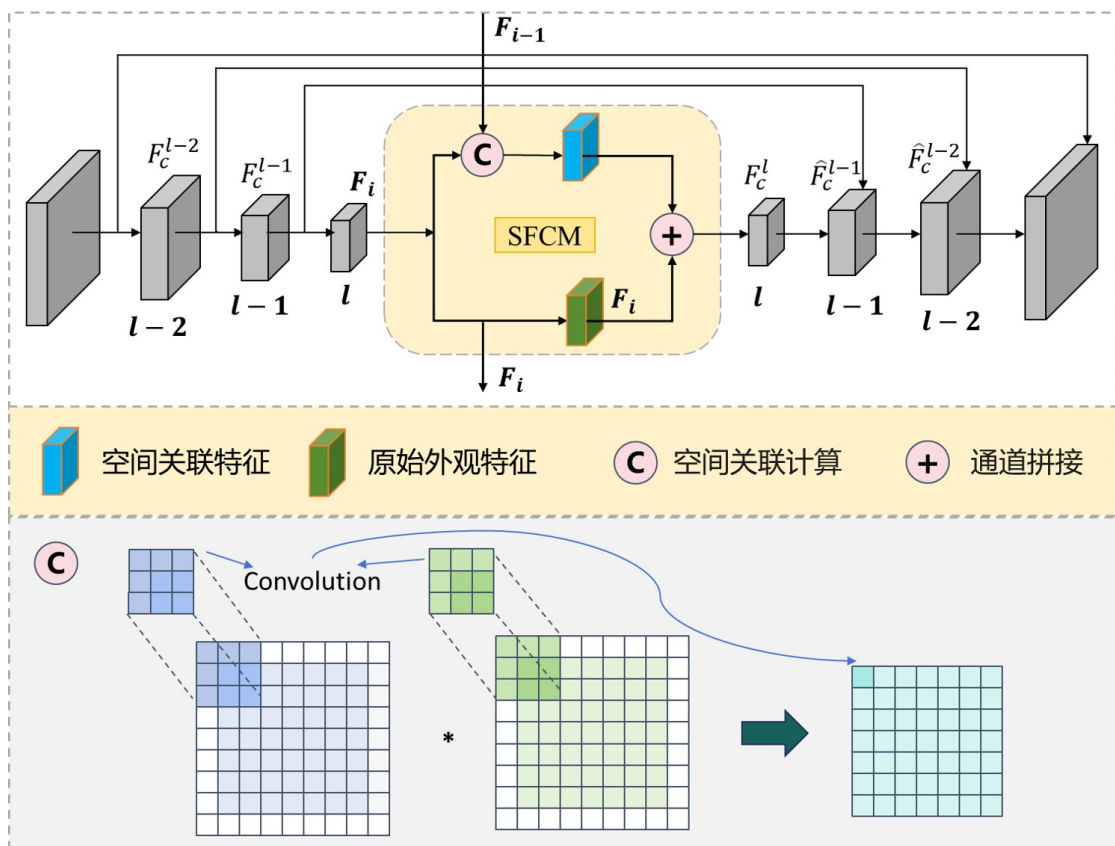 F_{i-1}
F_c^{l-2}
F_c^{l-1}
F_i
C
SFCM
+
F_i
F_c^l
\hat{F}_c^{l-1}
\hat{F}_c^{l-2}
l-2
l-1
l
l
l-1
l-2
F_i
空间关联特征
原始外观特征
C 空间关联计算
+ 通道拼接
C
Convolution
*